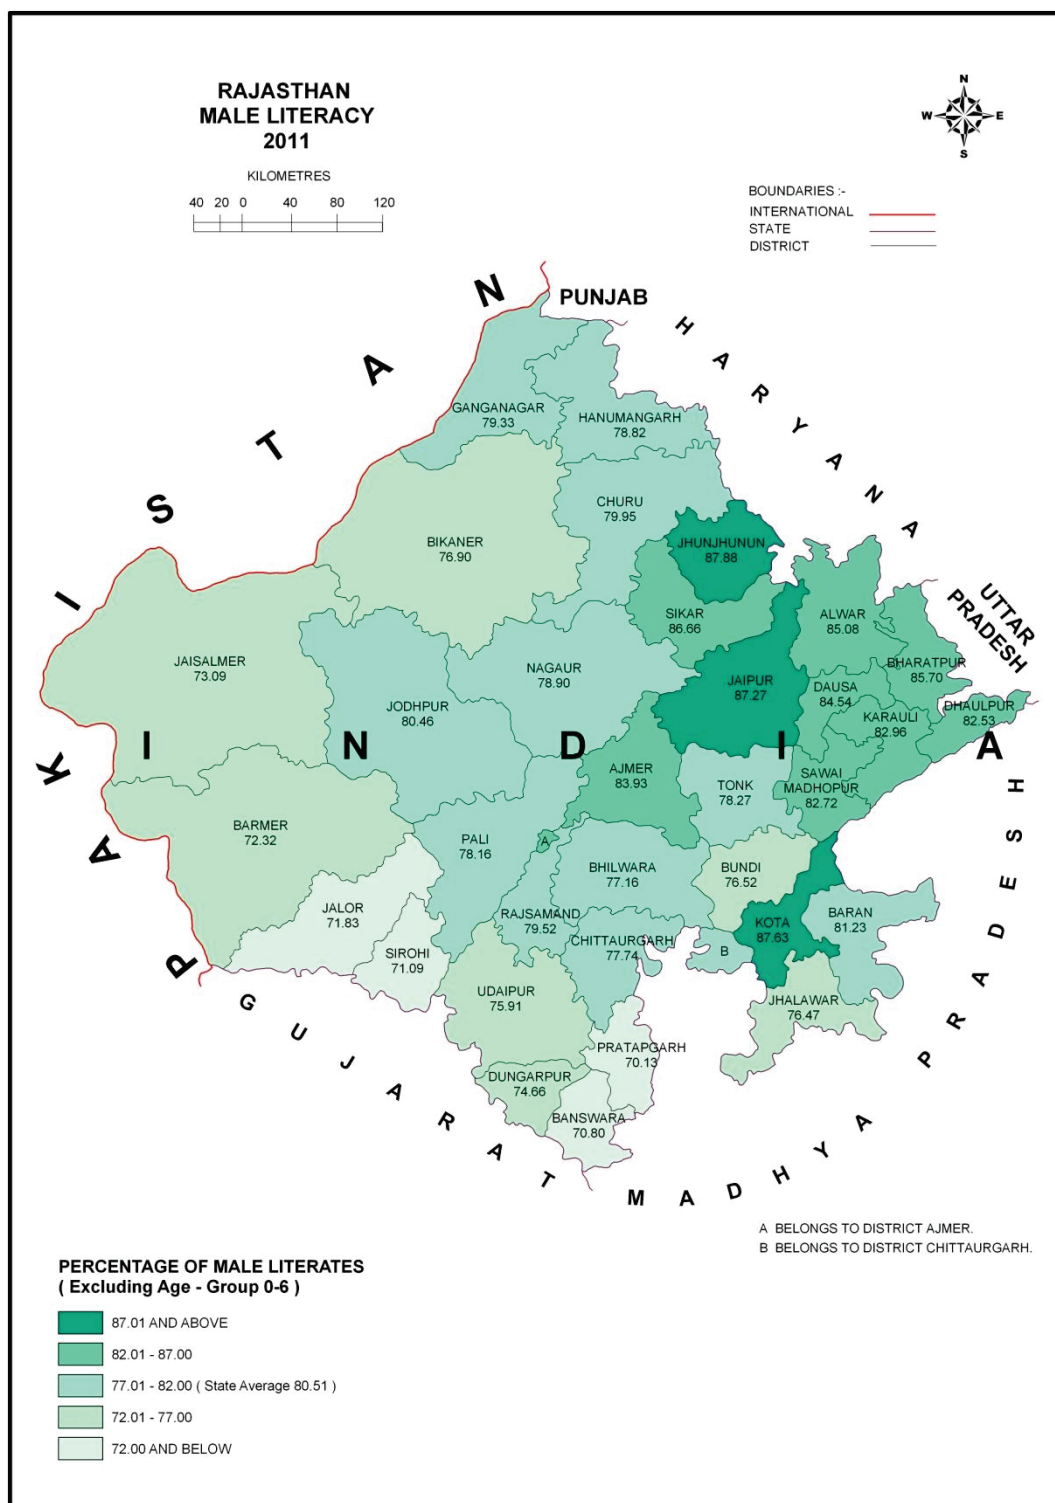 RAJASTHAN
MALE LITERACY
2011
KILOMETRES
40 20 0 40 80 120
N
W E
S
BOUNDARIES :-
INTERNATIONAL
STATE
DISTRICT
PAKISTAN
PUNJAB
HARYANA
UTTAR
PRADESH
MADHYA PRADESH
GUJARAT
INDIA
GANGANAGAR
79.33
HANUMANGARH
78.82
CHURU
79.95
BIKANER
76.90
JHUNJHUNUN
87.88
SIKAR
86.66
ALWAR
85.08
JAISALMER
73.09
NAGAUR
78.90
JAIPUR
87.27
BHARATPUR
85.70
DAUSA
84.54
JODHPUR
80.46
KARAULI
82.96
DHAULPUR
82.53
AJMER
83.93
TONK
78.27
SAWAI
MADHOPUR
82.72
BARMER
72.32
PALI
78.16
A
BHILWARA
77.16
BUNDI
76.52
JALOR
71.83
RAJSAMAND
79.52
KOTA
87.63
BARAN
81.23
SIROHI
71.09
CHITTAURGARH
77.74
B
UDAIPUR
75.91
JHALAWAR
76.47
PRATAPGARH
70.13
DUNGARPUR
74.66
BANSWARA
70.80
A BELONGS TO DISTRICT AJMER.
B BELONGS TO DISTRICT CHITTAURGARH.
PERCENTAGE OF MALE LITERATES
( Excluding Age - Group 0-6 )
87.01 AND ABOVE
82.01 - 87.00
77.01 - 82.00 ( State Average 80.51 )
72.01 - 77.00
72.00 AND BELOW